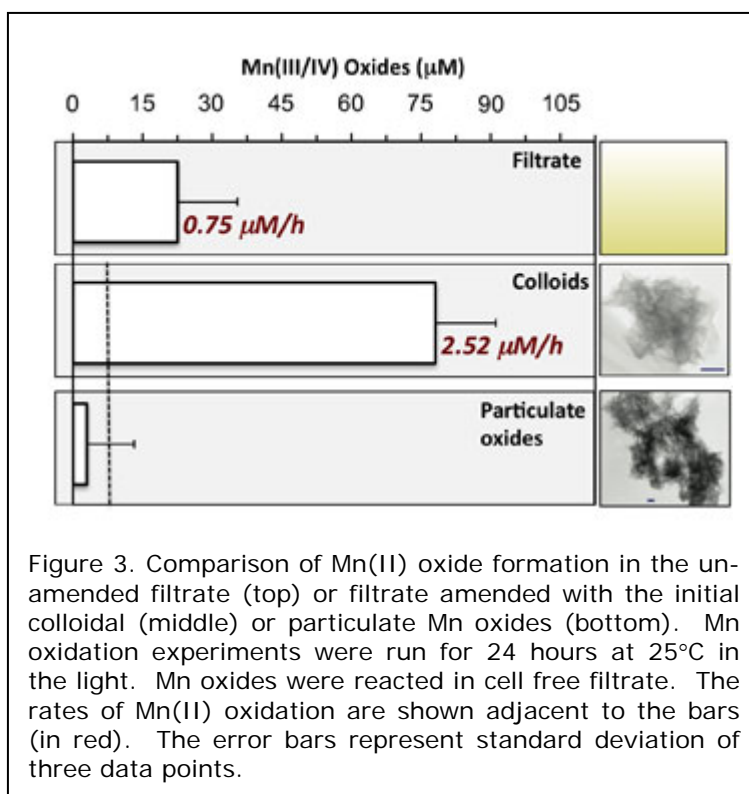 Mn(III/IV) Oxides (μM)
0 15 30 45 60 75 90 105
Filtrate
0.75 μM/h
Colloids
2.52 μM/h
Particulate
oxides
Figure 3. Comparison of Mn(II) oxide formation in the un-
amended filtrate (top) or filtrate amended with the initial
colloidal (middle) or particulate Mn oxides (bottom). Mn
oxidation experiments were run for 24 hours at 25°C in
the light. Mn oxides were reacted in cell free filtrate. The
rates of Mn(II) oxidation are shown adjacent to the bars
(in red). The error bars represent standard deviation of
three data points.